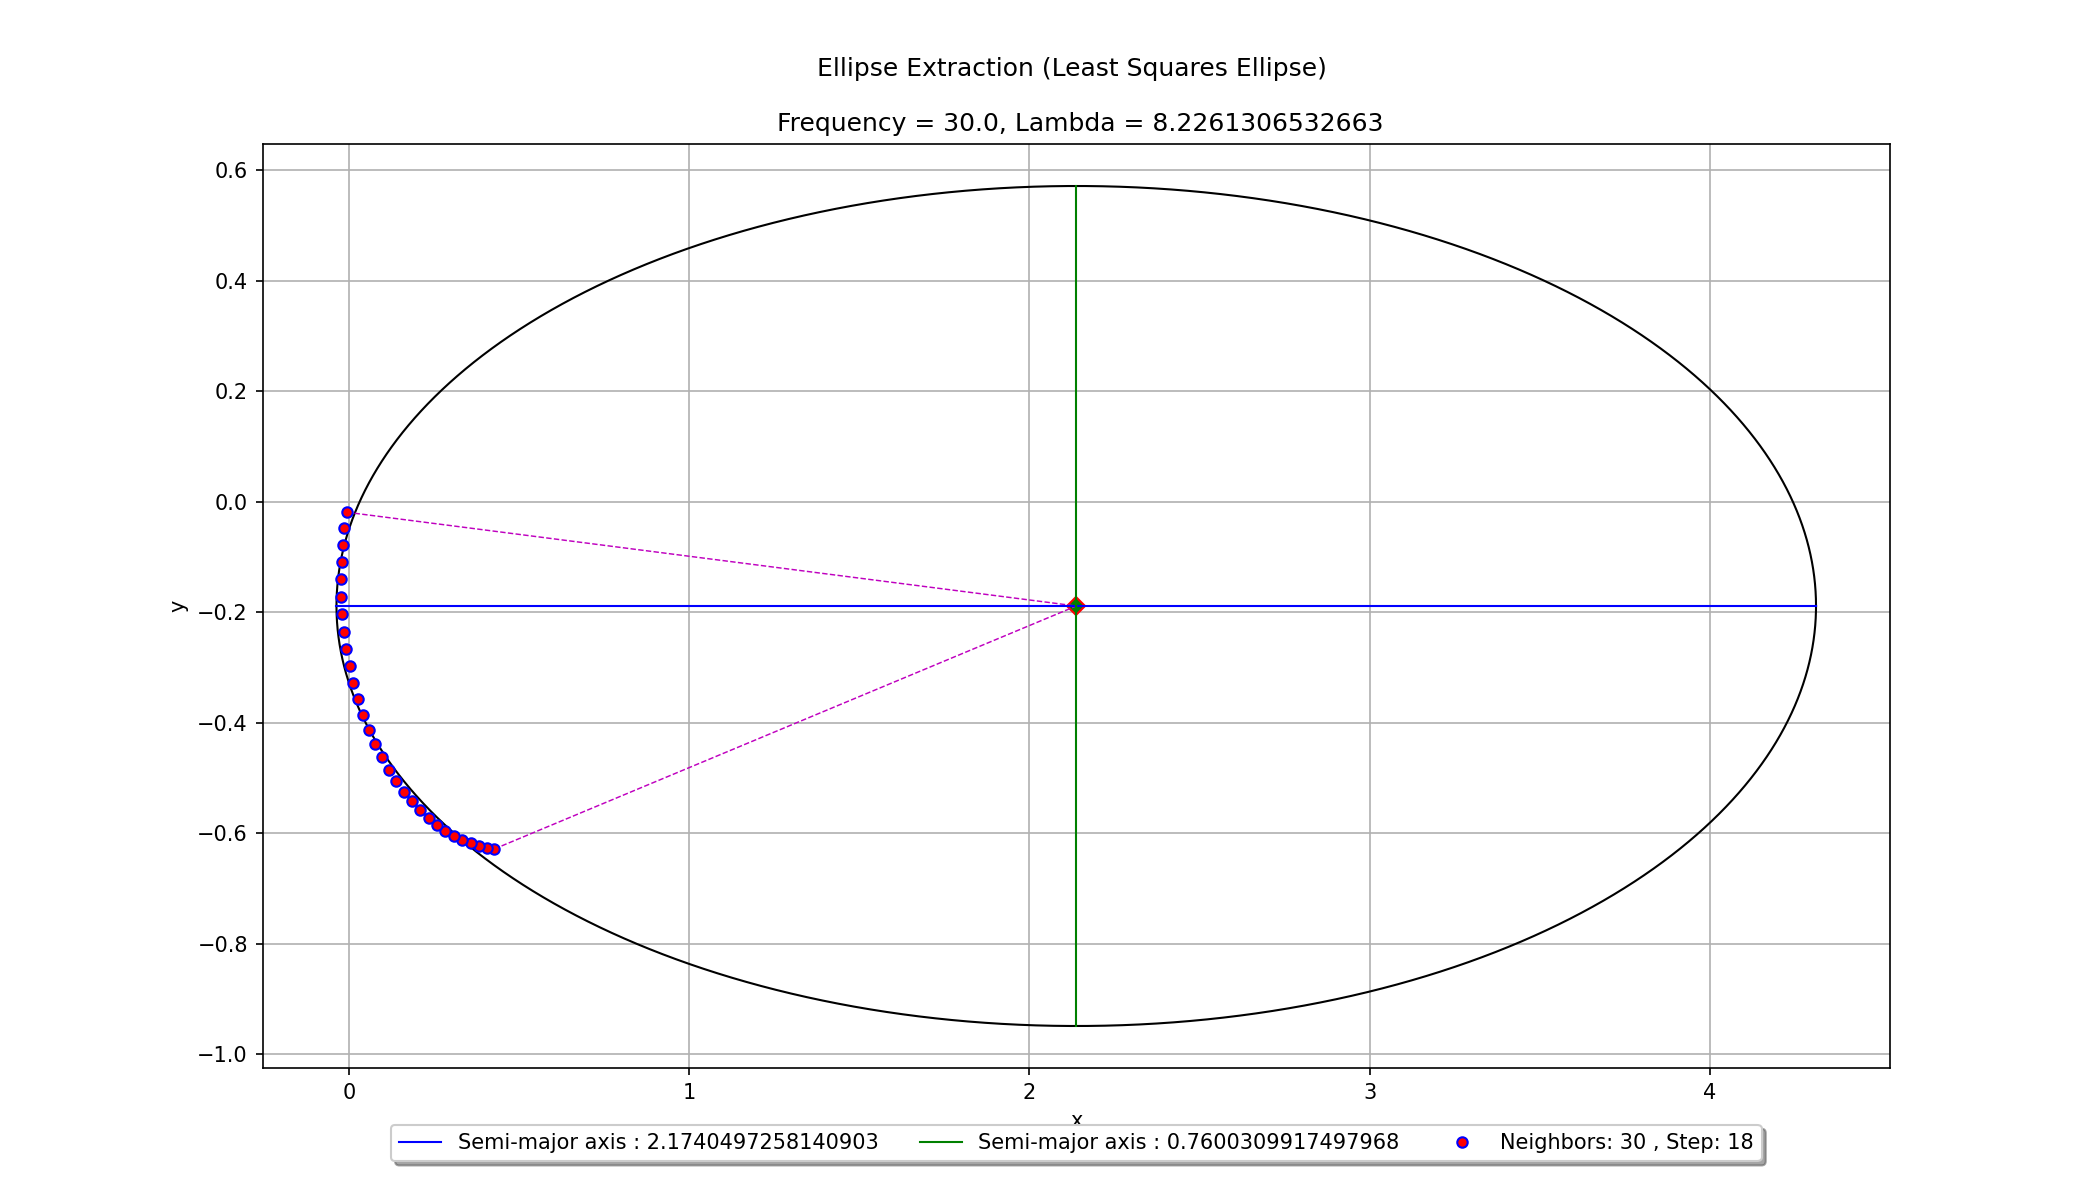 Ellipse Extraction (Least Squares Ellipse)
Frequency = 30.0, Lambda = 8.2261306532663
0.6
0.4
0.2
0.0
−0.2
−0.4
−0.6
−0.8
−1.0
y
0 1 2 3 4
x
Semi-major axis : 2.1740497258140903 Semi-major axis : 0.7600309917497968 Neighbors: 30 , Step: 18